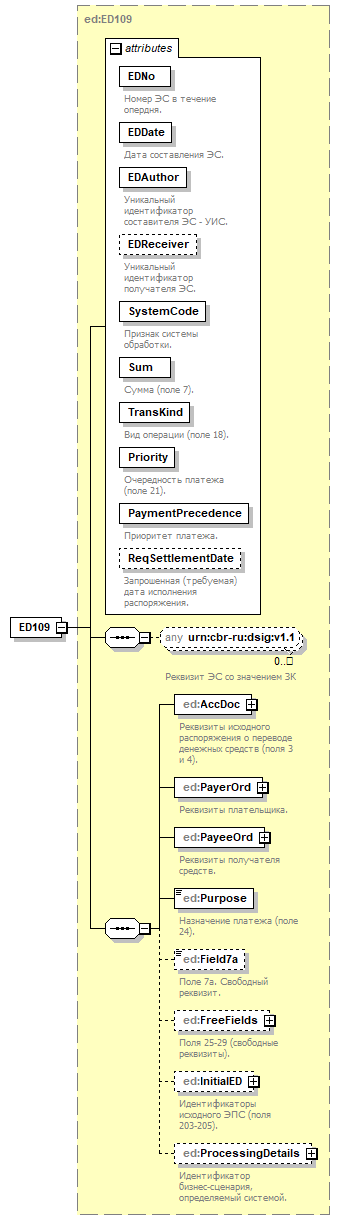 ed:ED109
attributes
EDNo
Номер ЭС в течение
опердня.
EDDate
Дата составления ЭС.
EDAuthor
Уникальный
идентификатор
составителя ЭС - УИС.
EDReceiver
Уникальный
идентификатор
получателя ЭС.
SystemCode
Признак системы
обработки.
Sum
Сумма (поле 7).
TransKind
Вид операции (поле 18).
Priority
Очередность платежа
(поле 21).
PaymentPrecedence
Приоритет платежа.
ReqSettlementDate
Запрошенная (требуемая)
дата исполнения
распоряжения.
ED109
any urn:cbr-ru:dsig:v1.1
0..
Реквизит ЭС со значением ЗК
ed:AccDoc
Реквизиты исходного
распоряжения о переводе
денежных средств (поля 3
и 4).
ed:PayerOrd
Реквизиты плательщика.
ed:PayeeOrd
Реквизиты получателя
средств.
ed:Purpose
Назначение платежа (поле
24).
ed:Field7a
Поле 7а. Свободный
реквизит.
ed:FreeFields
Поля 25-29 (свободные
реквизиты).
ed:InitialED
Идентификаторы
исходного ЭПС (поля
203-205).
ed:ProcessingDetails
Идентификатор
бизнес-сценария,
определяемый системой.